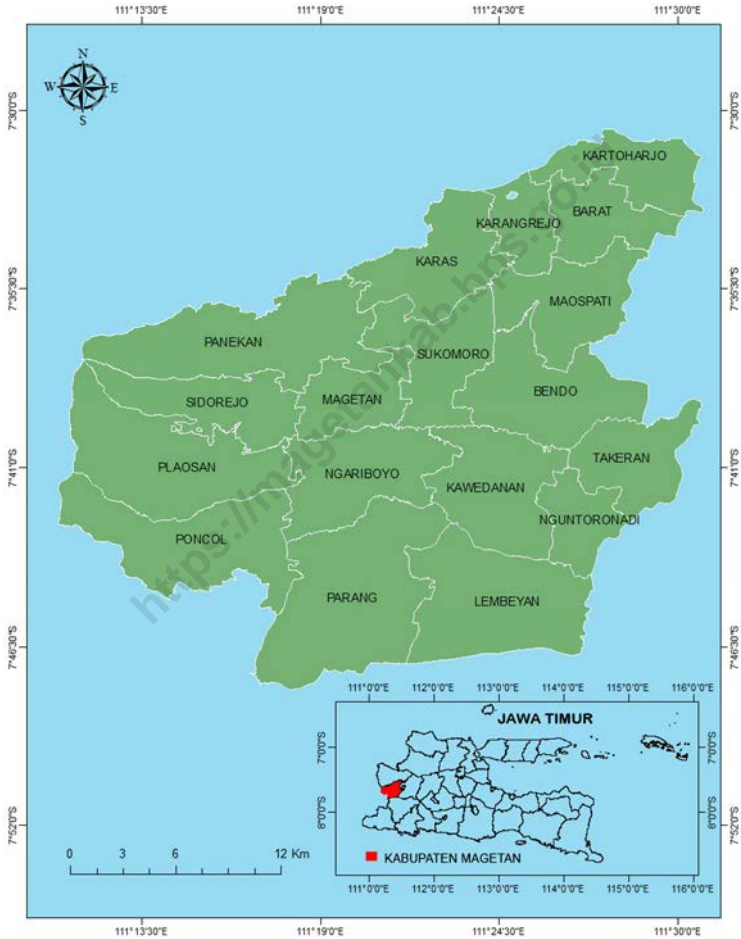 111°13'30"E 111°19'0"E 111°24'30"E 111°30'0"E
N
W E
S
7°30'0"S 7°30'0"S
KARTOHARJO
BARAT
KARANGREJO
KARAS
7°35'30"S 7°35'30"S
MAOSPATI
PANEKAN
SUKOMORO
BENDO
SIDOREJO
MAGETAN
TAKERAN
PLAOSAN
7°41'0"S 7°41'0"S
NGARIBOYO
KAWEDANAN
NGUNTORONADI
PONCOL
PARANG
LEMBEYAN
7°46'30"S 7°46'30"S
https://magetankab.bps.go.id
111°0'0"E 112°0'0"E 113°0'0"E 114°0'0"E 115°0'0"E 116°0'0"E
JAWA TIMUR
7°0'0"S 7°0'0"S
8°0'0"S 8°0'0"S
KABUPATEN MAGETAN
111°0'0"E 112°0'0"E 113°0'0"E 114°0'0"E 115°0'0"E 116°0'0"E
7°52'0"S 7°52'0"S
0 3 6 12 Km
111°13'30"E 111°19'0"E 111°24'30"E 111°30'0"E